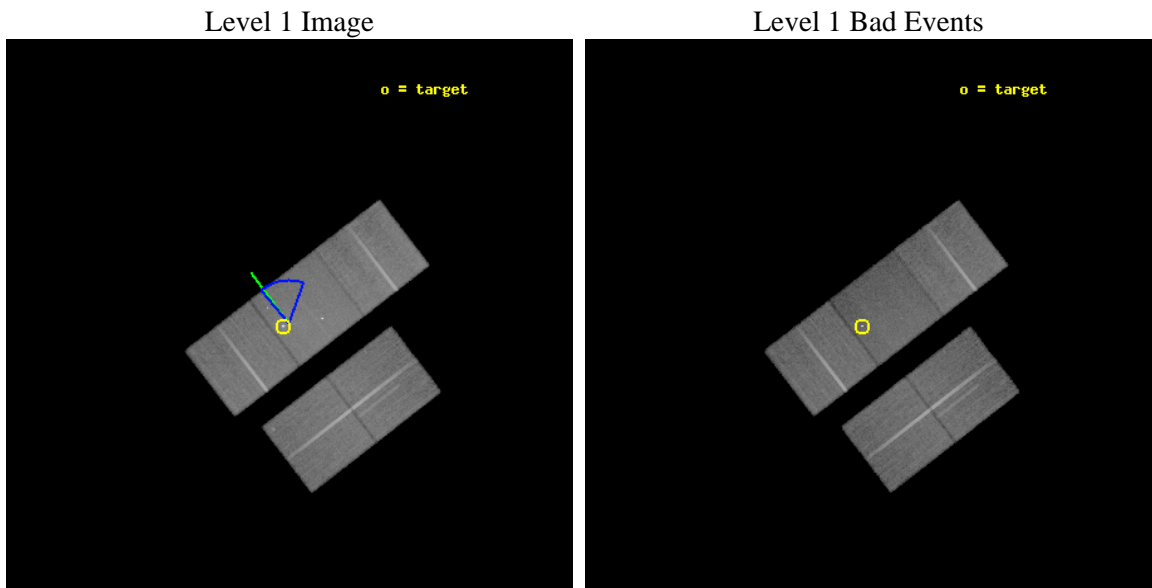 Level 1 Image
Level 1 Bad Events
o = target
o = target